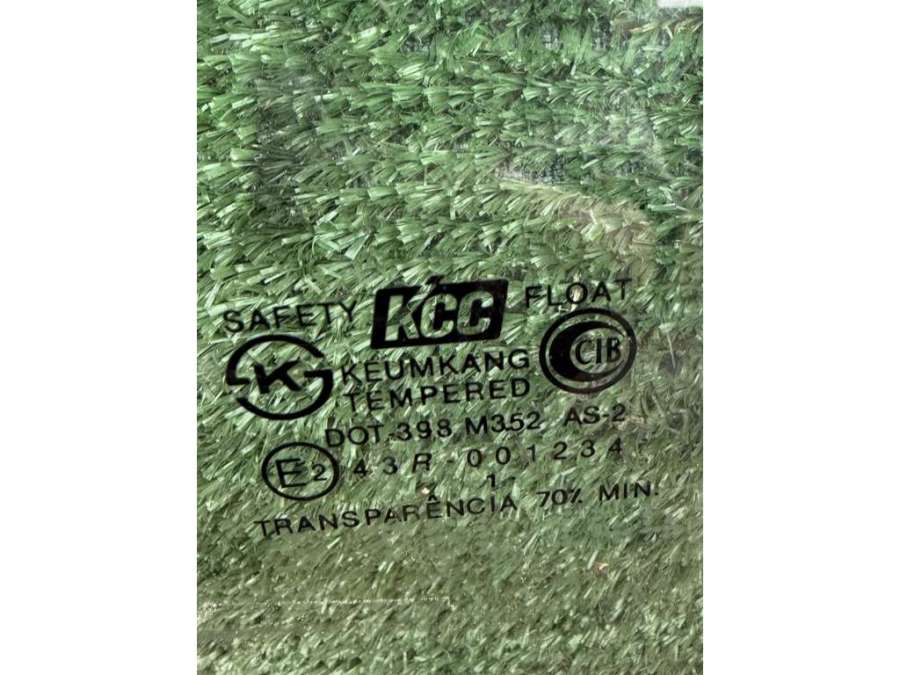 SAFETY KCC FLOAT
K KEUMKANG CIB
TEMPERED
DOT-398 M352 AS-2
E2 43R-001234
1
TRANSPARÊNCIA 70% MIN.